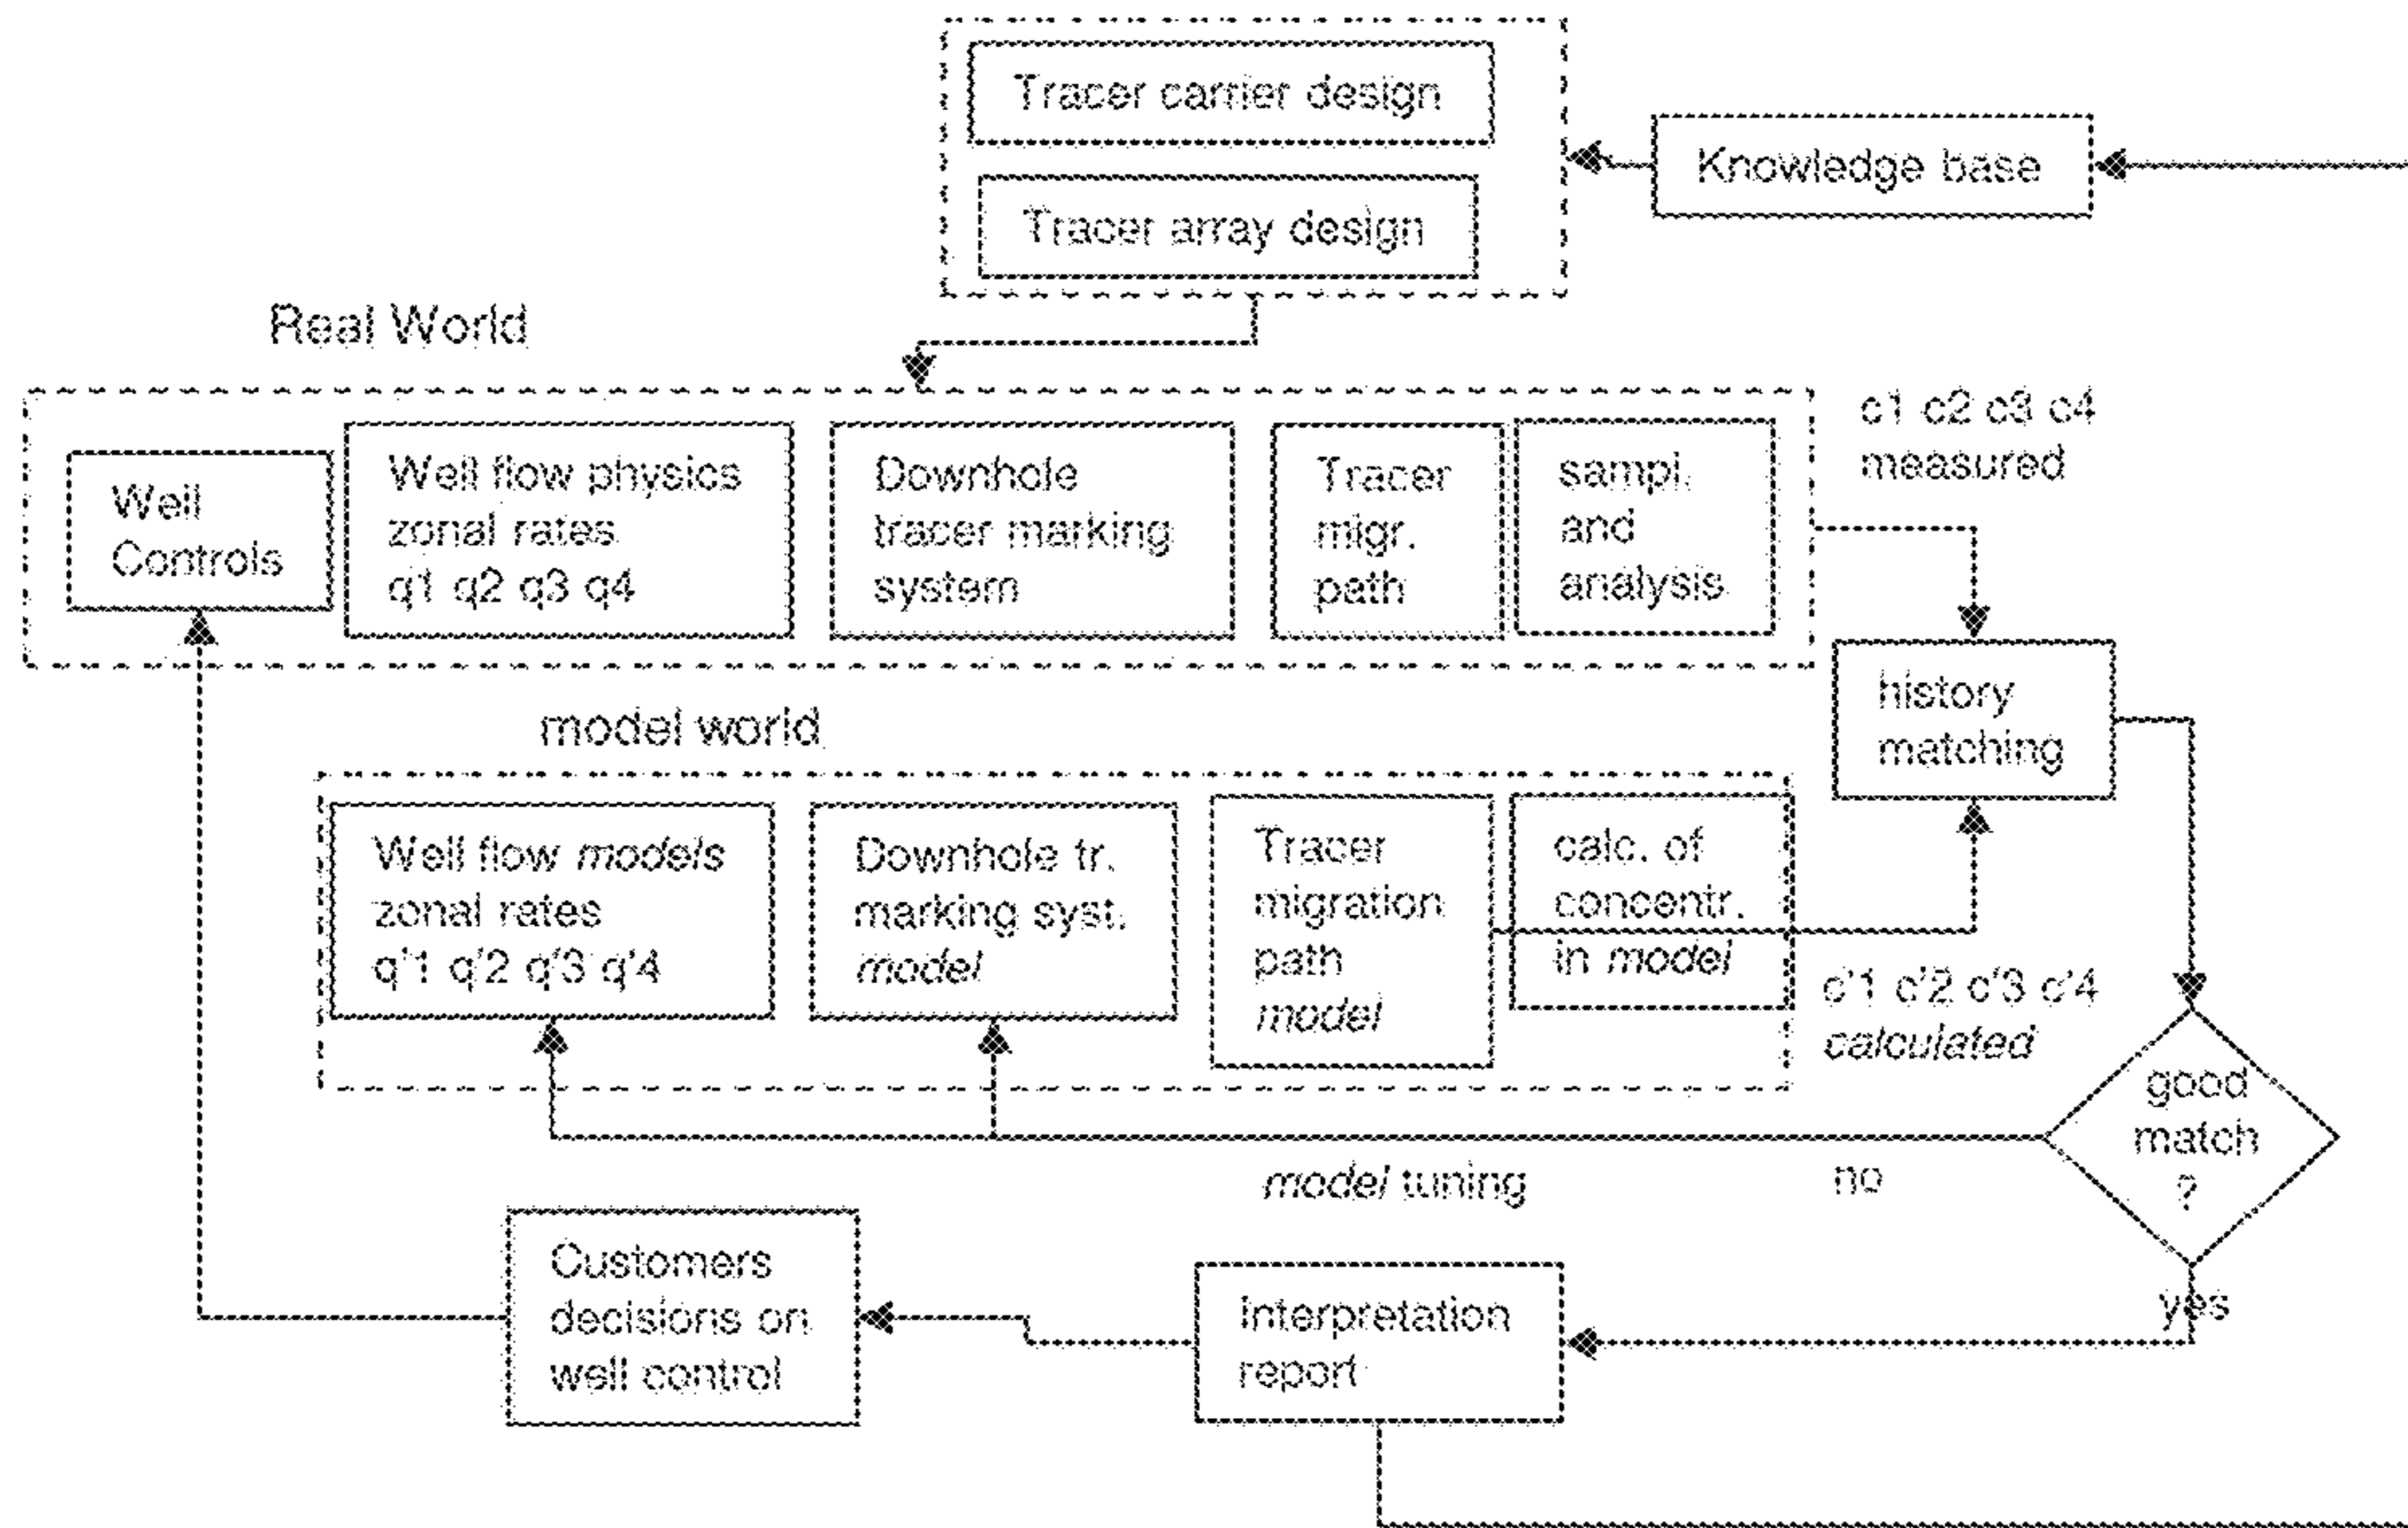 Tracer carrier design
Knowledge base
Tracer array design
Real World
c1 c2 c3 c4
measured
Well
Controls
Well flow physics
zonal rates
q1 q2 q3 q4
Downhole
tracer marking
system
Tracer
migr.
path
sampl.
and
analysis
history
matching
model world
Well flow models
zonal rates
q'1 q'2 q'3 q'4
Downhole tr.
marking syst.
model
Tracer
migration
path
model
calc. of
concentr.
in model
c'1 c'2 c'3 c'4
calculated
good
match
?
model tuning
no
yes
Customers
decisions on
well control
Interpretation
report